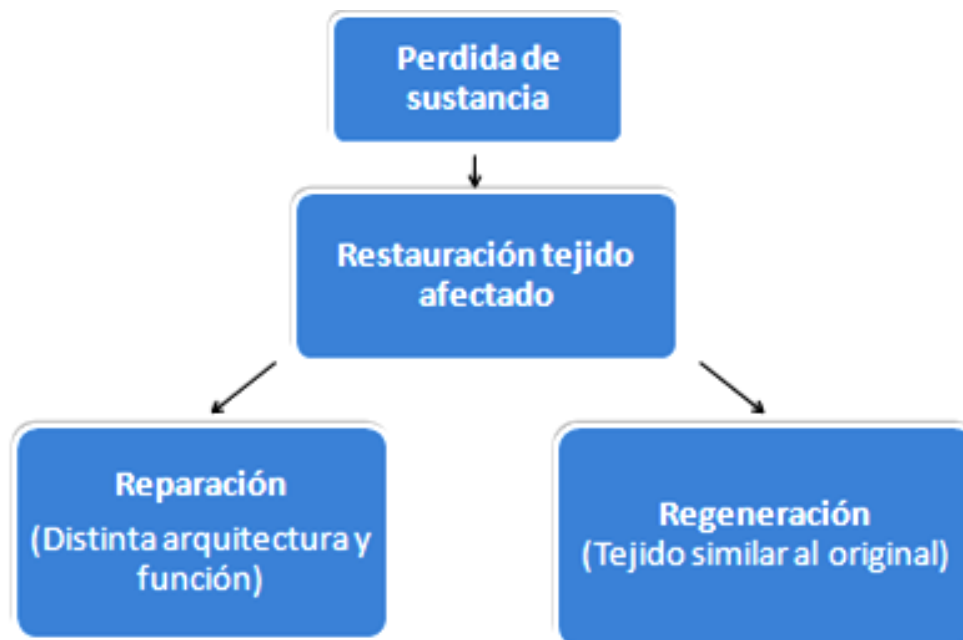 Perdida de
sustancia
Restauración tejido
afectado
Reparación
(Distinta arquitectura y
función)
Regeneración
(Tejido similar al original)